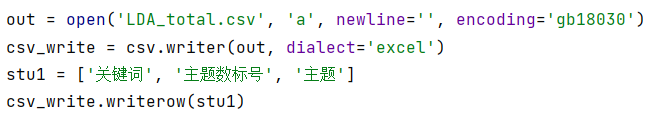 out = open('LDA_total.csv', 'a', newline='', encoding='gb18030')
csv_write = csv.writer(out, dialect='excel')
stu1 = ['关键词', '主题数标号', '主题']
csv_write.writerow(stu1)